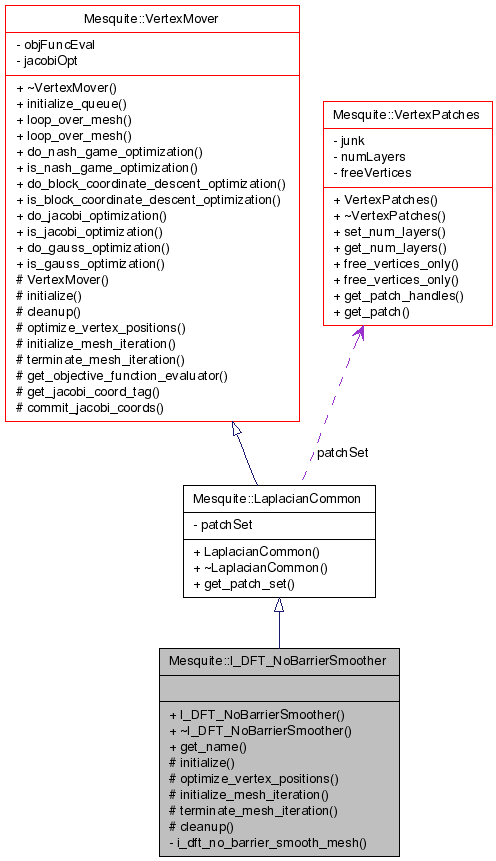 Mesquite::VertexMover
- objFuncEval
- jacobiOpt
+ ~VertexMover()
+ initialize_queue()
+ loop_over_mesh()
+ loop_over_mesh()
+ do_nash_game_optimization()
+ is_nash_game_optimization()
+ do_block_coordinate_descent_optimization()
+ is_block_coordinate_descent_optimization()
+ do_jacobi_optimization()
+ is_jacobi_optimization()
+ do_gauss_optimization()
+ is_gauss_optimization()
# VertexMover()
# initialize()
# cleanup()
# optimize_vertex_positions()
# initialize_mesh_iteration()
# terminate_mesh_iteration()
# get_objective_function_evaluator()
# get_jacobi_coord_tag()
# commit_jacobi_coords()
Mesquite::VertexPatches
- junk
- numLayers
- freeVertices
+ VertexPatches()
+ ~VertexPatches()
+ set_num_layers()
+ get_num_layers()
+ free_vertices_only()
+ free_vertices_only()
+ get_patch_handles()
+ get_patch()
patchSet
Mesquite::LaplacianCommon
- patchSet
+ LaplacianCommon()
+ ~LaplacianCommon()
+ get_patch_set()
Mesquite::I_DFT_NoBarrierSmoother
+ I_DFT_NoBarrierSmoother()
+ ~I_DFT_NoBarrierSmoother()
+ get_name()
# initialize()
# optimize_vertex_positions()
# initialize_mesh_iteration()
# terminate_mesh_iteration()
# cleanup()
- i_dft_no_barrier_smooth_mesh()